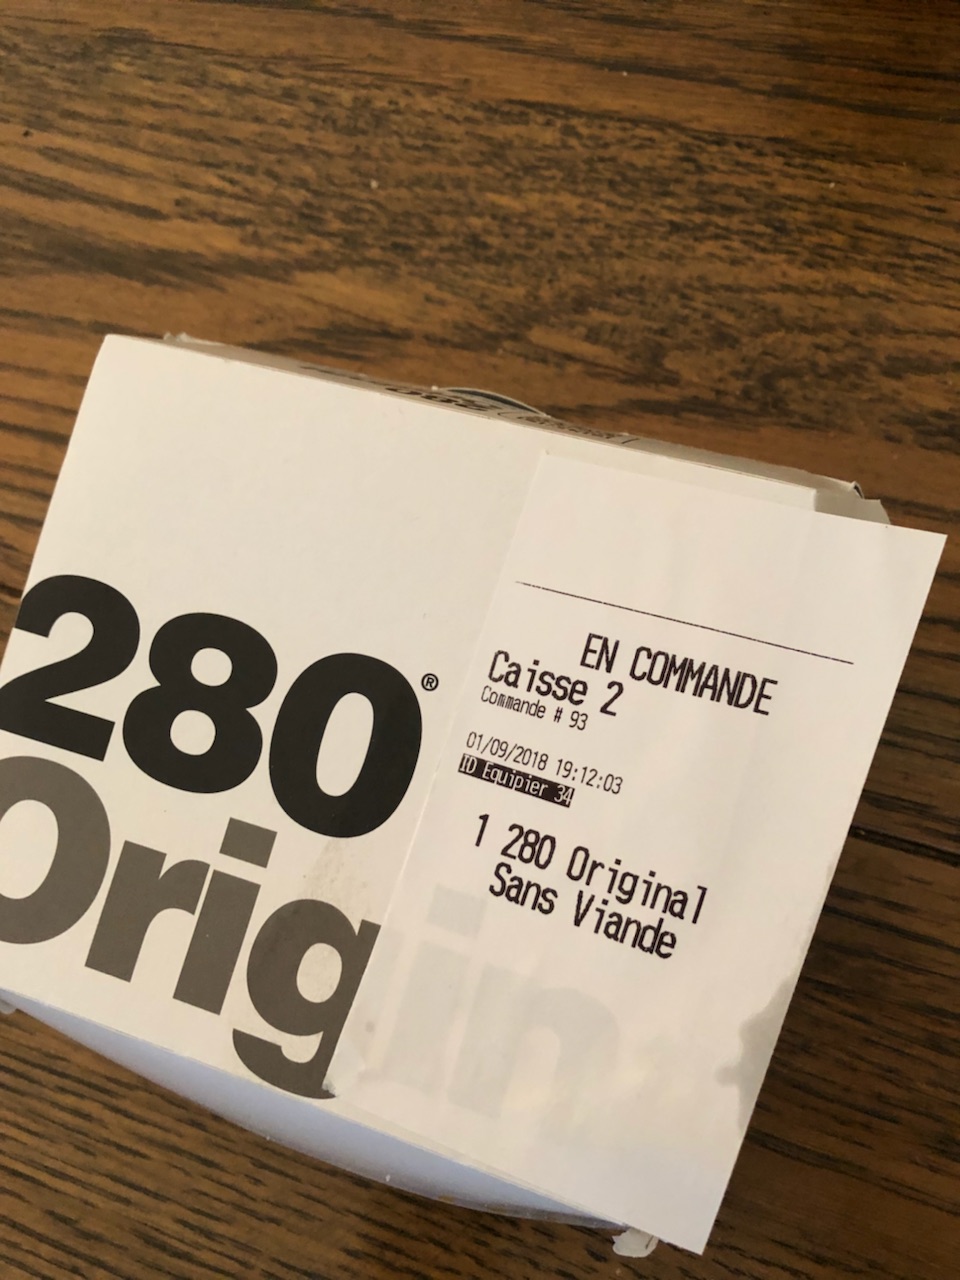 280®
Origin
EN COMMANDE
Caisse 2
Commande # 93
01/09/2018 19:12:03
ID Equipier 34
1 280 Original
Sans Viande